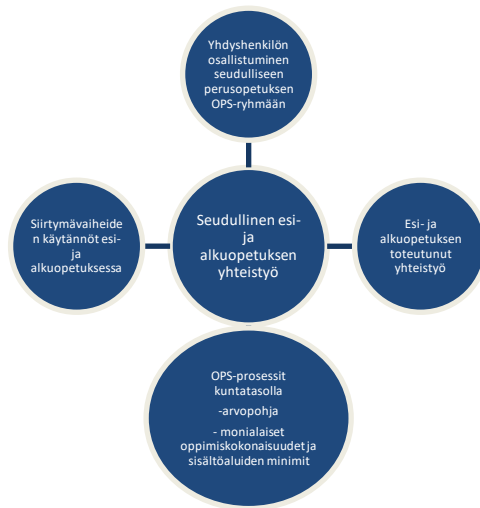 Yhdyshenkilön
osallistuminen
seudulliseen
perusopetuksen
OPS-ryhmään
Siirtymävaiheide
n käytännöt esi-
ja
alkuopetuksessa
Seudullinen esi-
ja
alkuopetuksen
yhteistyö
Esi- ja
alkuopetuksen
toteutunut
yhteistyö
OPS-prosessit
kuntatasolla
-arvopohja
- monialaiset
oppimiskokonaisuudet ja
sisältöalueiden minimit